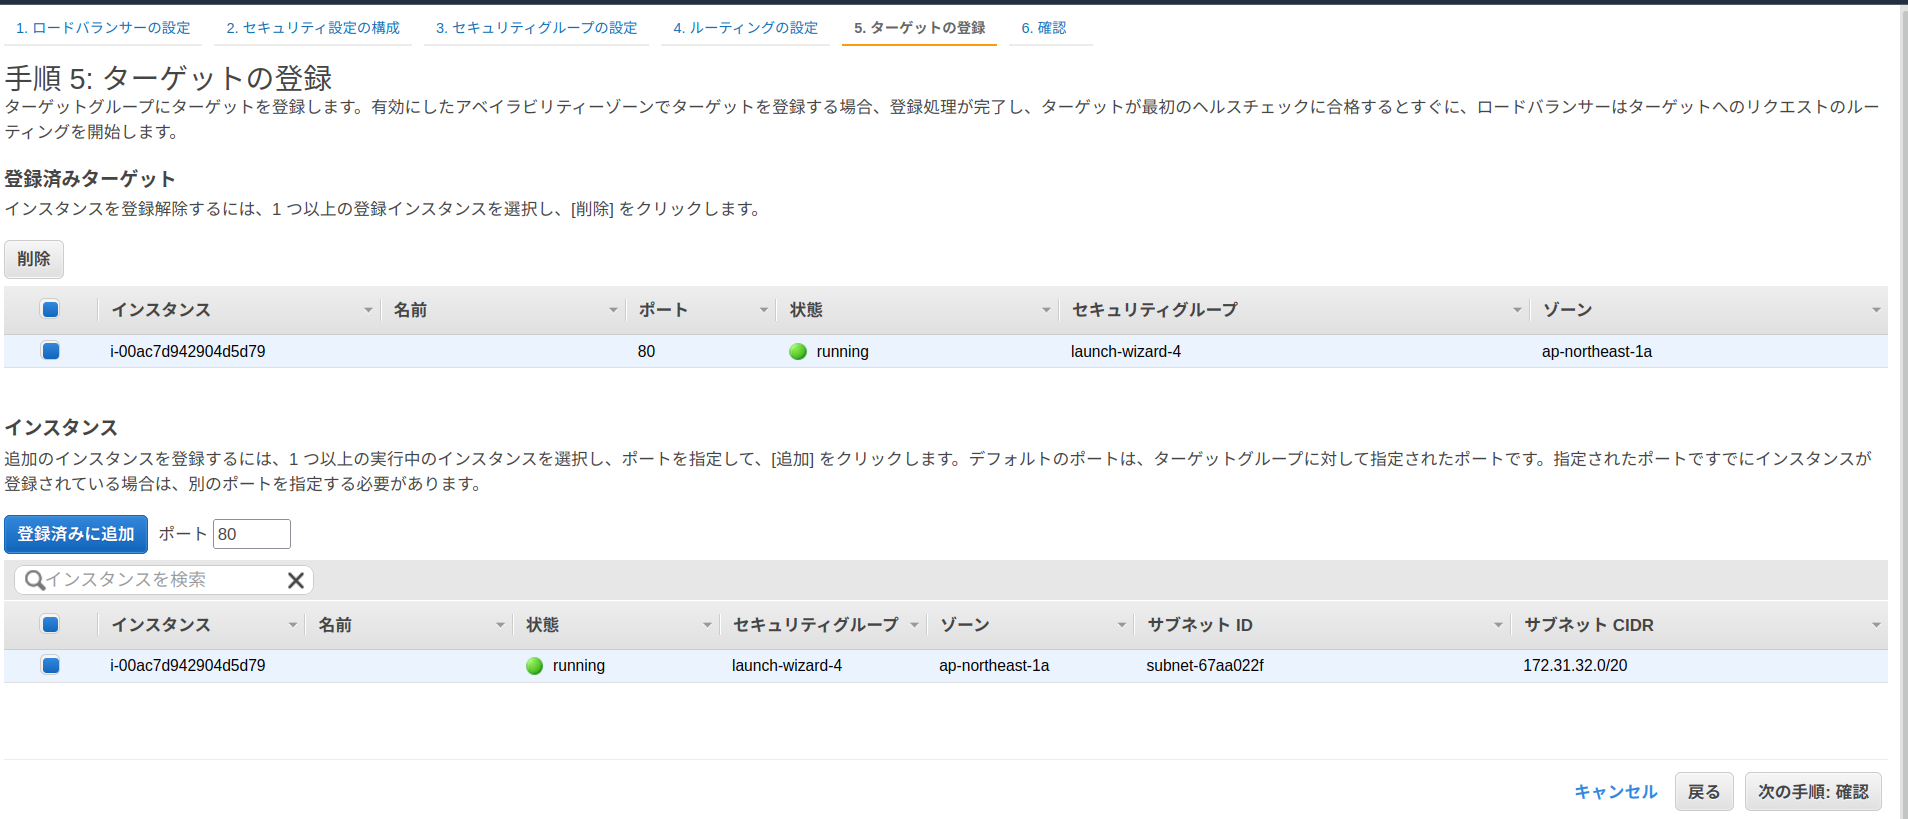 1. ロードバランサーの設定 2. セキュリティ設定の構成 3. セキュリティグループの設定 4. ルーティングの設定 5. ターゲットの登録 6. 確認
手順 5: ターゲットの登録
ターゲットグループにターゲットを登録します。有効にしたアベイラビリティーゾーンでターゲットを登録する場合、登録処理が完了し、ターゲットが最初のヘルスチェックに合格するとすぐに、ロードバランサーはターゲットへのリクエストのルー
ティングを開始します。
登録済みターゲット
インスタンスを登録解除するには、1 つ以上の登録インスタンスを選択し、[削除] をクリックします。
削除
インスタンス 名前 ポート 状態 セキュリティグループ ゾーン
i-00ac7d942904d5d79 80 running launch-wizard-4 ap-northeast-1a
インスタンス
追加のインスタンスを登録するには、1 つ以上の実行中のインスタンスを選択し、ポートを指定して、[追加] をクリックします。デフォルトのポートは、ターゲットグループに対して指定されたポートです。指定されたポートですでにインスタンスが
登録されている場合は、別のポートを指定する必要があります。
登録済みに追加 ポート 80
インスタンスを検索
インスタンス 名前 状態 セキュリティグループ ゾーン サブネット ID サブネット CIDR
i-00ac7d942904d5d79 running launch-wizard-4 ap-northeast-1a subnet-67aa022f 172.31.32.0/20
キャンセル 戻る 次の手順: 確認